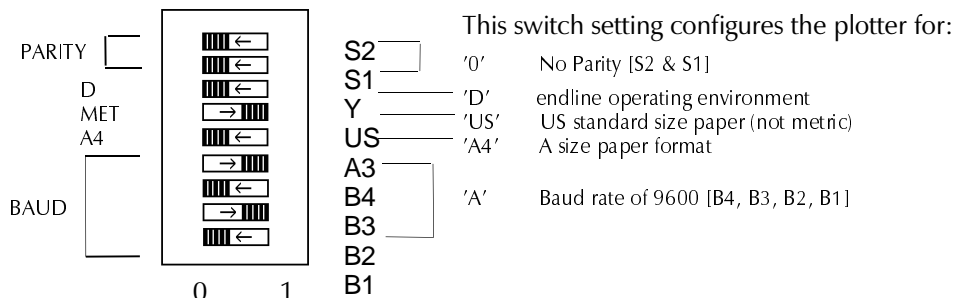 This switch setting configures the plotter for:
PARITY
D
MET
A4
BAUD
0 1
S2
S1
Y
US
A3
B4
B3
B2
B1
'0' No Parity [S2 & S1]
'D' endline operating environment
'US' US standard size paper (not metric)
'A4' A size paper format
'A' Baud rate of 9600 [B4, B3, B2, B1]